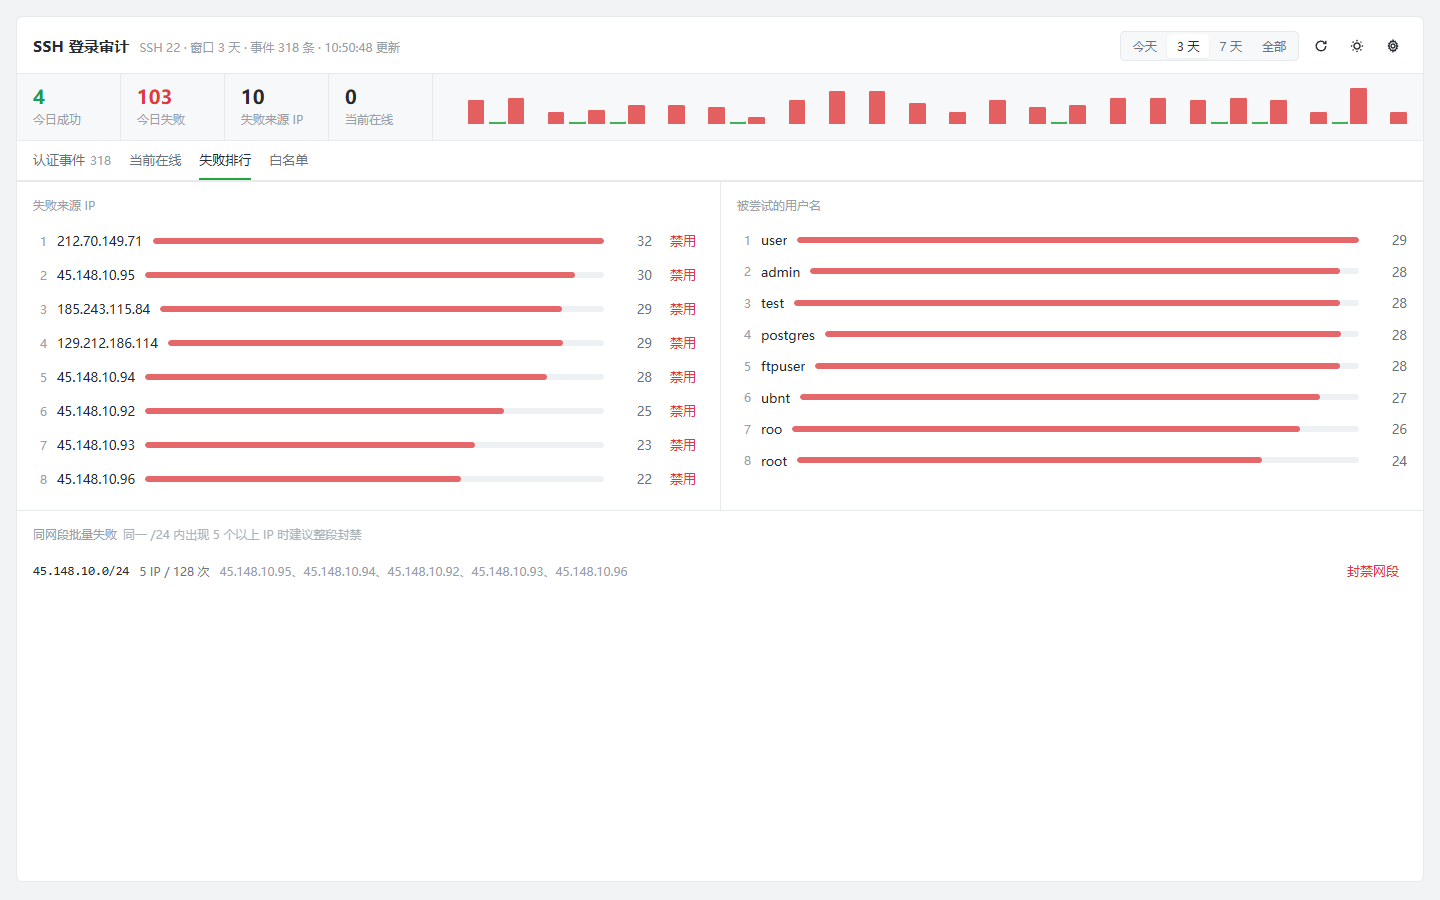 SSH 登录审计 SSH 22 · 窗口 3 天 · 事件 318 条 · 10:50:48 更新 今天 3 天 7 天 全部
4 103 10 0
今日成功 今日失败 失败来源 IP 当前在线
认证事件 318 当前在线 失败排行 白名单
失败来源 IP
1 212.70.149.71 32 禁用
2 45.148.10.95 30 禁用
3 185.243.115.84 29 禁用
4 129.212.186.114 29 禁用
5 45.148.10.94 28 禁用
6 45.148.10.92 25 禁用
7 45.148.10.93 23 禁用
8 45.148.10.96 22 禁用
被尝试的用户名
1 user 29
2 admin 28
3 test 28
4 postgres 28
5 ftpuser 28
6 ubnt 27
7 roo 26
8 root 24
同网段批量失败 同一 /24 内出现 5 个以上 IP 时建议整段封禁
45.148.10.0/24 5 IP / 128 次 45.148.10.95、45.148.10.94、45.148.10.92、45.148.10.93、45.148.10.96 封禁网段